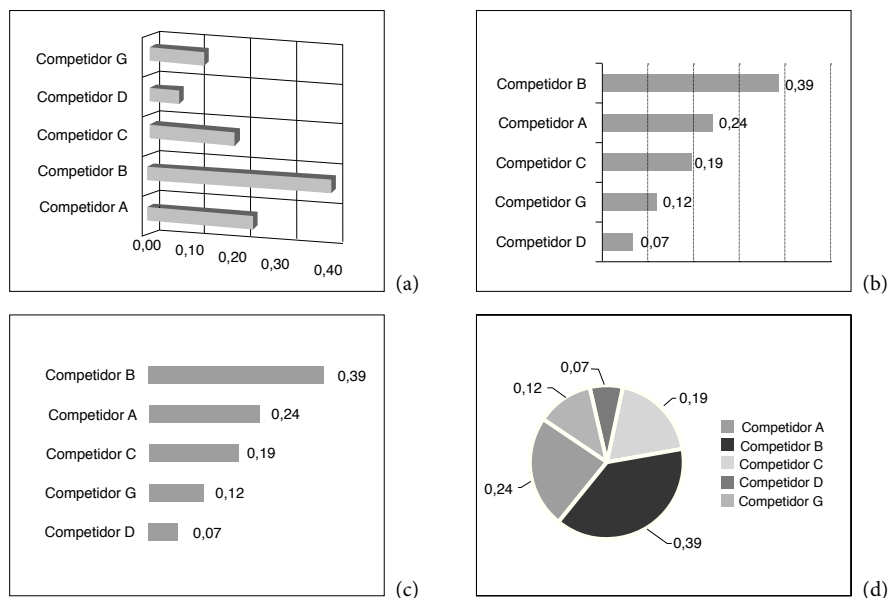 Competidor G
Competidor D
Competidor C
Competidor B
Competidor A
0,00 0,10 0,20 0,30 0,40
(a)
Competidor B 0,39
Competidor A 0,24
Competidor C 0,19
Competidor G 0,12
Competidor D 0,07
(b)
Competidor B 0,39
Competidor A 0,24
Competidor C 0,19
Competidor G 0,12
Competidor D 0,07
(c)
0,07
0,12
0,19
0,24
0,39
Competidor A
Competidor B
Competidor C
Competidor D
Competidor G
(d)